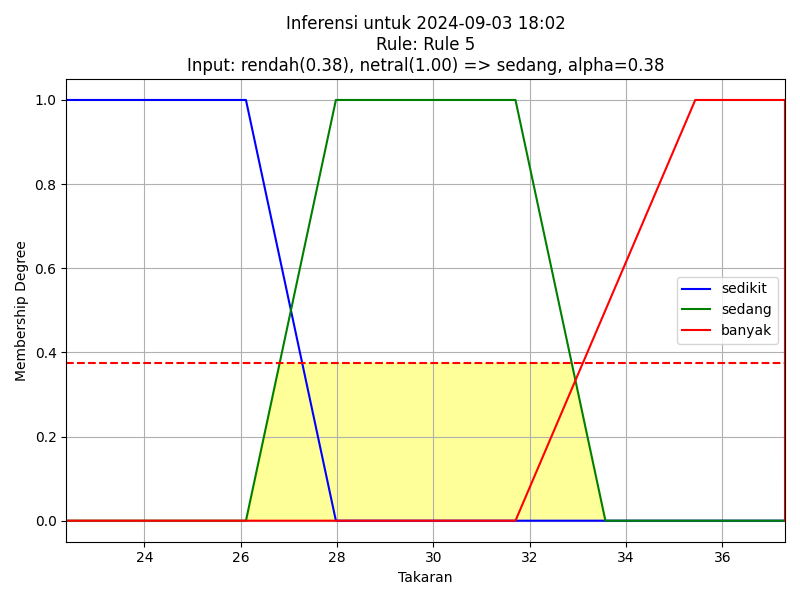 Inferensi untuk 2024-09-03 18:02
Rule: Rule 5
Input: rendah(0.38), netral(1.00) => sedang, alpha=0.38
1.0
0.8
0.6
0.4
0.2
0.0
Membership Degree
sedikit
sedang
banyak
24 26 28 30 32 34 36
Takaran